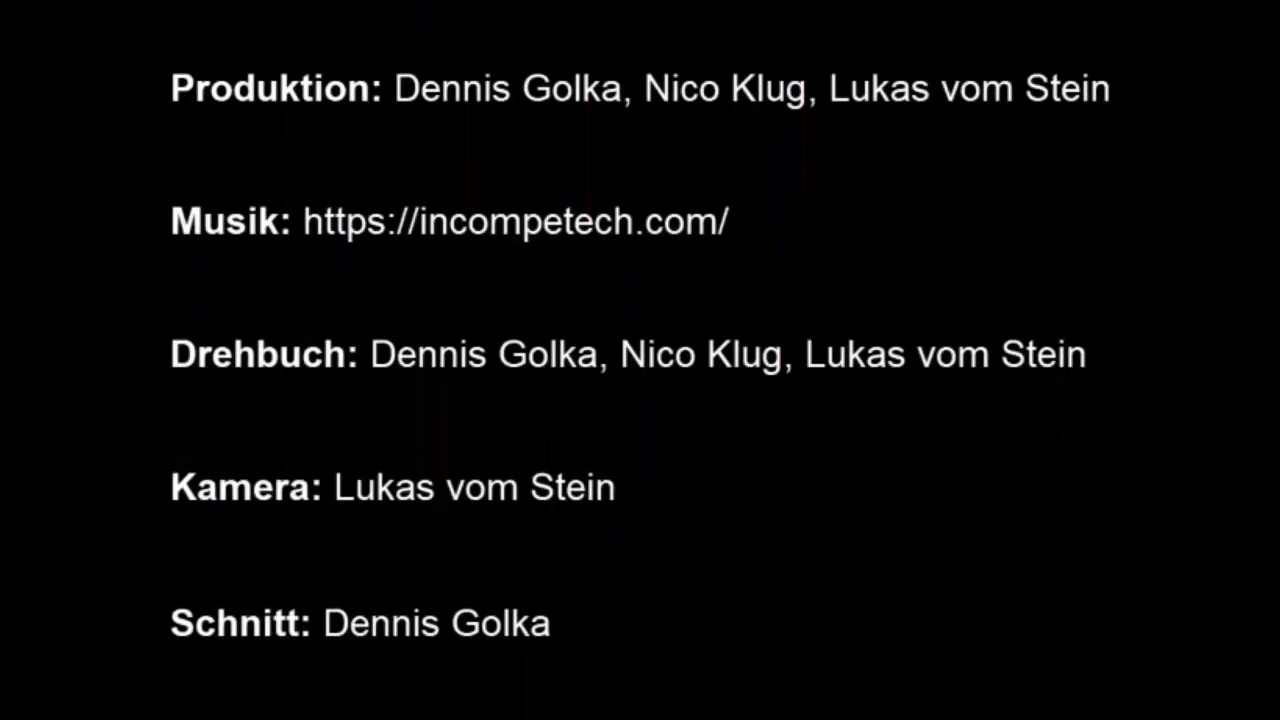 Produktion: Dennis Golka, Nico Klug, Lukas vom Stein
Musik: https://incompetech.com/
Drehbuch: Dennis Golka, Nico Klug, Lukas vom Stein
Kamera: Lukas vom Stein
Schnitt: Dennis Golka